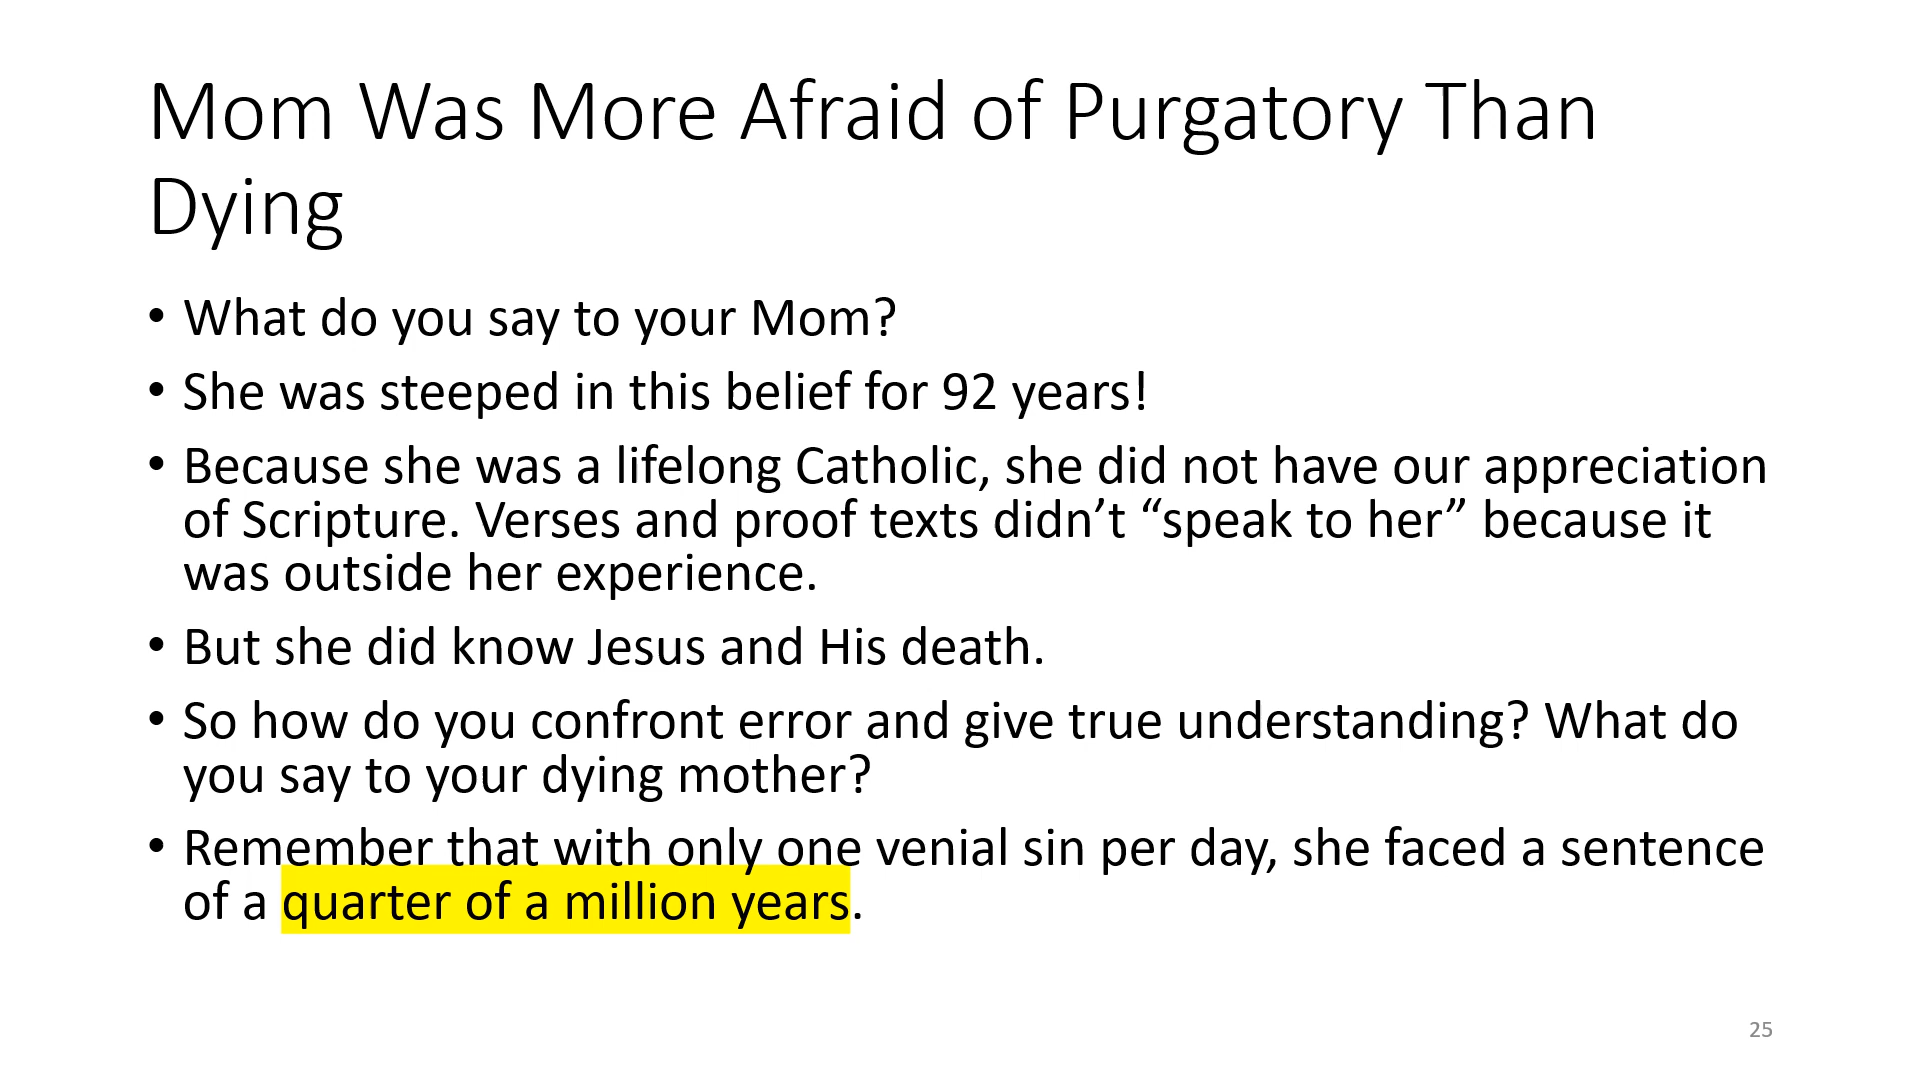 Mom Was More Afraid of Purgatory Than
Dying
• What do you say to your Mom?
• She was steeped in this belief for 92 years!
• Because she was a lifelong Catholic, she did not have our appreciation
of Scripture. Verses and proof texts didn’t “speak to her” because it
was outside her experience.
• But she did know Jesus and His death.
• So how do you confront error and give true understanding? What do
you say to your dying mother?
• Remember that with only one venial sin per day, she faced a sentence
of a quarter of a million years.
25